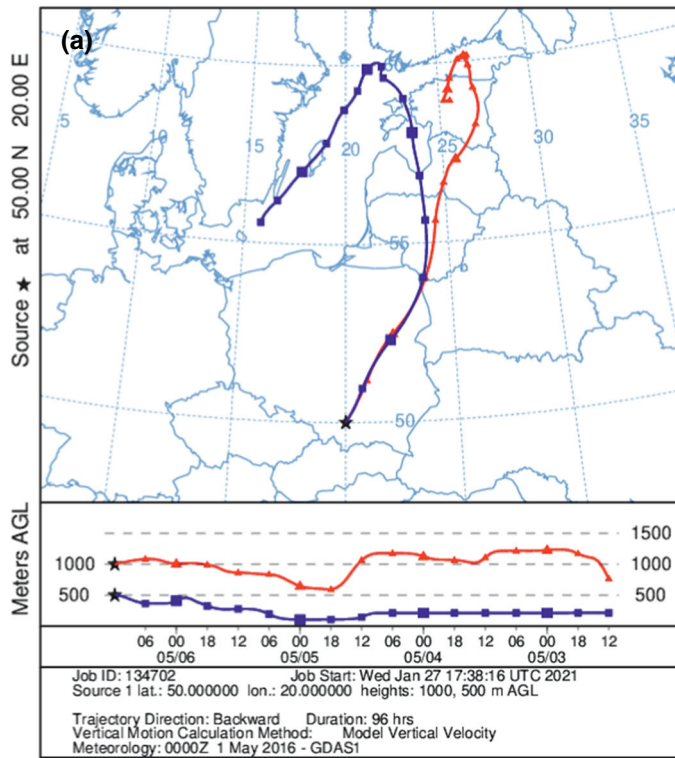 (a)
Source ★ at 50.00 N 20.00 E
5
10
15
20
25
30
35
55
50
Meters AGL
1500
1000
1000
500
500
06 00 18 12 06 00 18 12 06 00 18 12 06 00 18 12
05/06 05/05 05/04 05/03
Job ID: 134702 Job Start: Wed Jan 27 17:38:16 UTC 2021
Source 1 lat.: 50.000000 lon.: 20.000000 heights: 1000, 500 m AGL
Trajectory Direction: Backward Duration: 96 hrs
Vertical Motion Calculation Method: Model Vertical Velocity
Meteorology: 0000Z 1 May 2016 - GDAS1